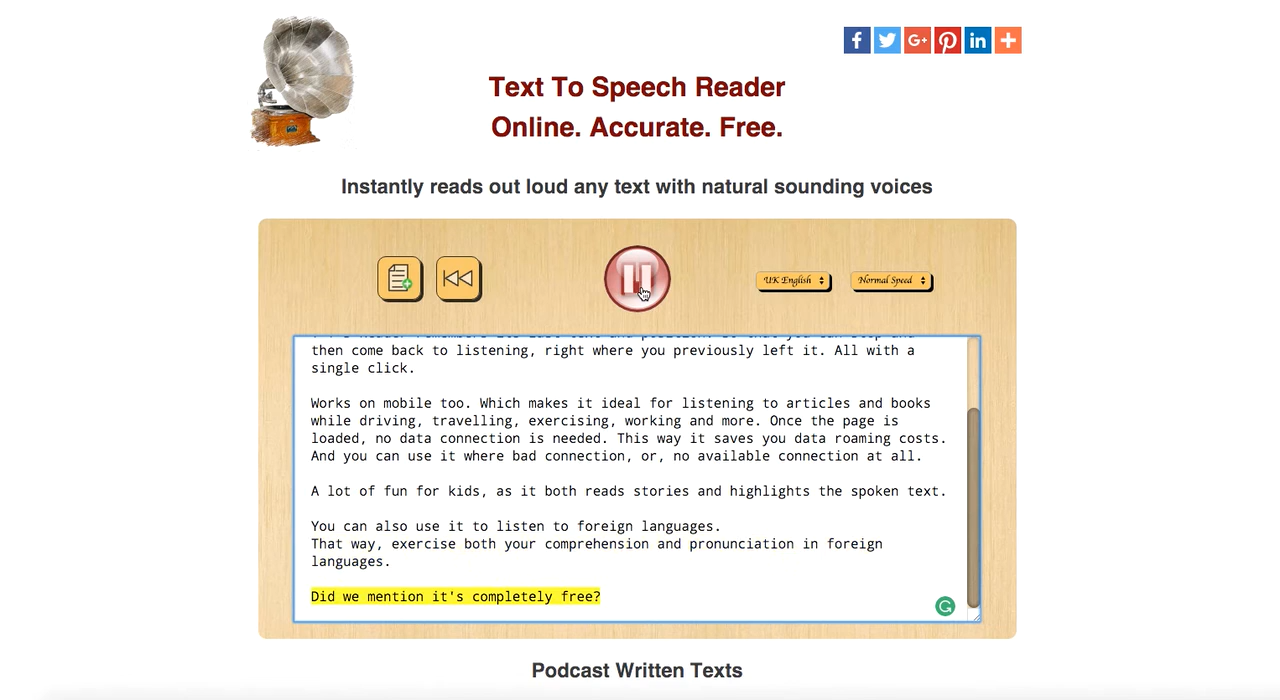 Text To Speech Reader
Online. Accurate. Free.
Instantly reads out loud any text with natural sounding voices
UK English
Normal Speed
then come back to listening, right where you previously left it. All with a
single click.
Works on mobile too. Which makes it ideal for listening to articles and books
while driving, travelling, exercising, working and more. Once the page is
loaded, no data connection is needed. This way it saves you data roaming costs.
And you can use it where bad connection, or, no available connection at all.
A lot of fun for kids, as it both reads stories and highlights the spoken text.
You can also use it to listen to foreign languages.
That way, exercise both your comprehension and pronunciation in foreign
languages.
Did we mention it's completely free?
Podcast Written Texts